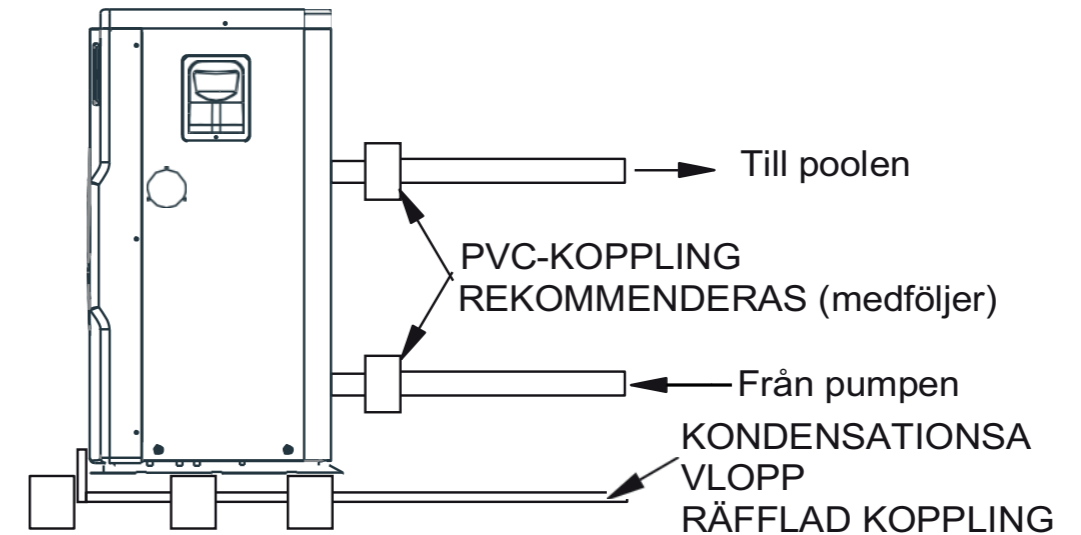 Till poolen
PVC-KOPPLING
REKOMMENDERAS (medföljer)
Från pumpen
KONDENSATIONSA
VLOPP
RÄFFLAD KOPPLING